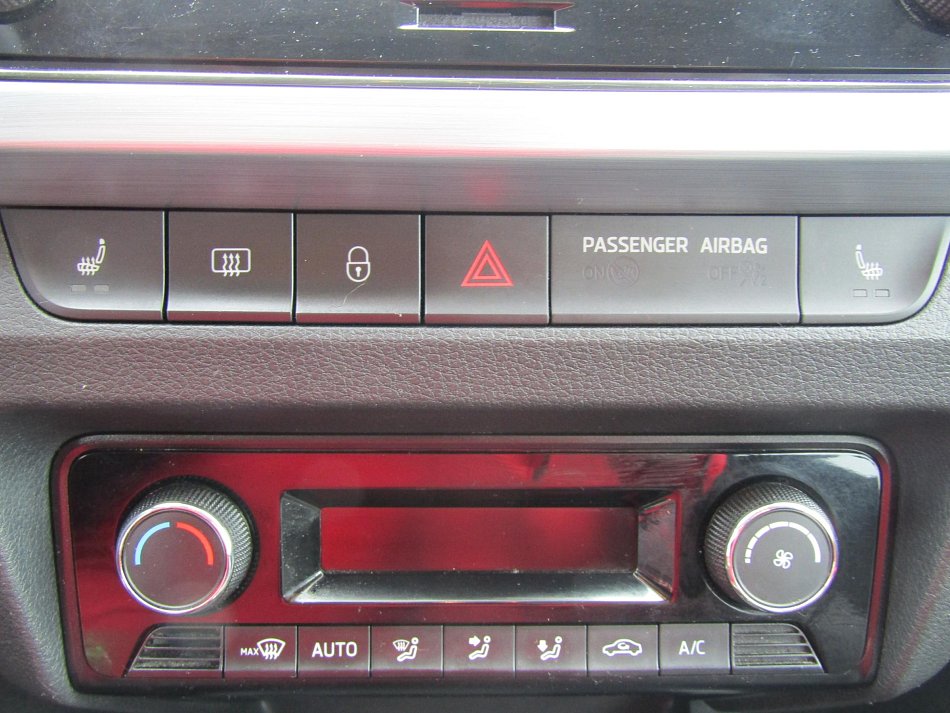 PASSENGER AIRBAG
ON OFF
MAX AUTO A/C